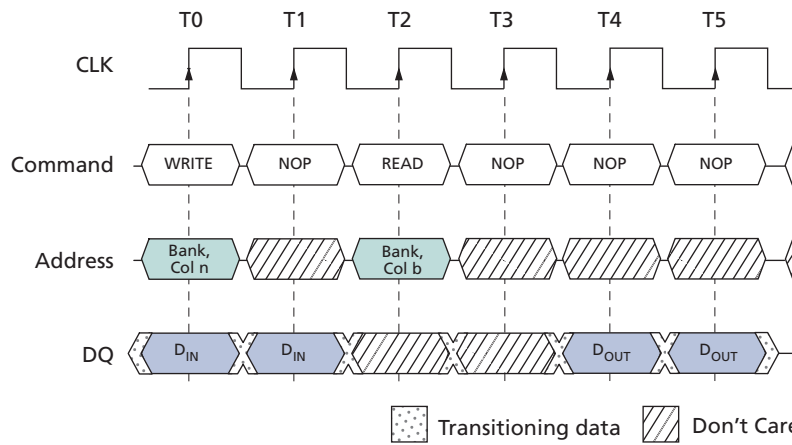 T0 T1 T2 T3 T4 T5
CLK
Command WRITE NOP READ NOP NOP NOP
Address Bank, Col n Bank, Col b
DQ DIN DIN DOUT DOUT
Transitioning data Don't Care